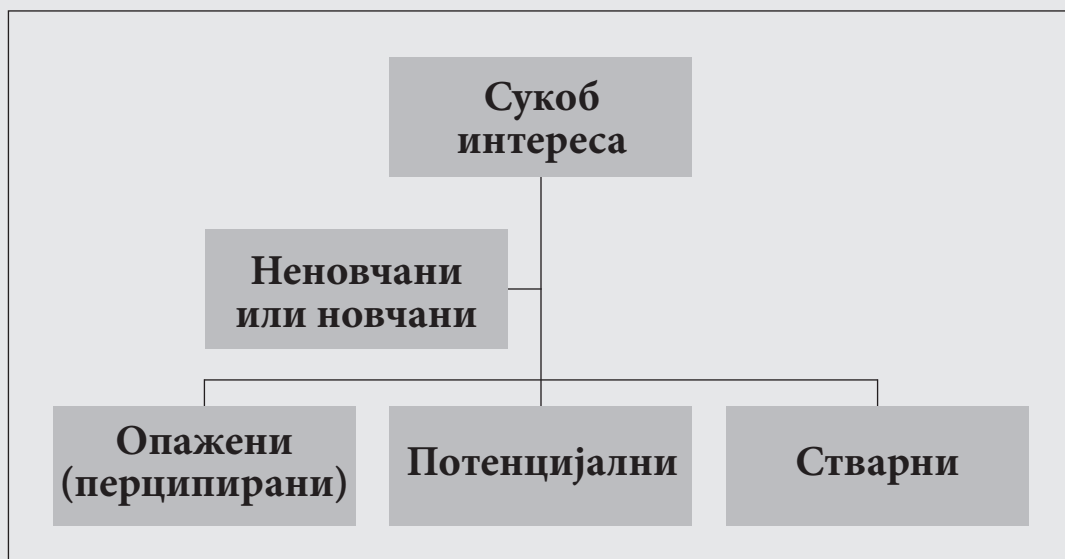 Сукоб
интереса
Неновчани
или новчани
Опажени
(перципирани)
Потенцијални
Стварни